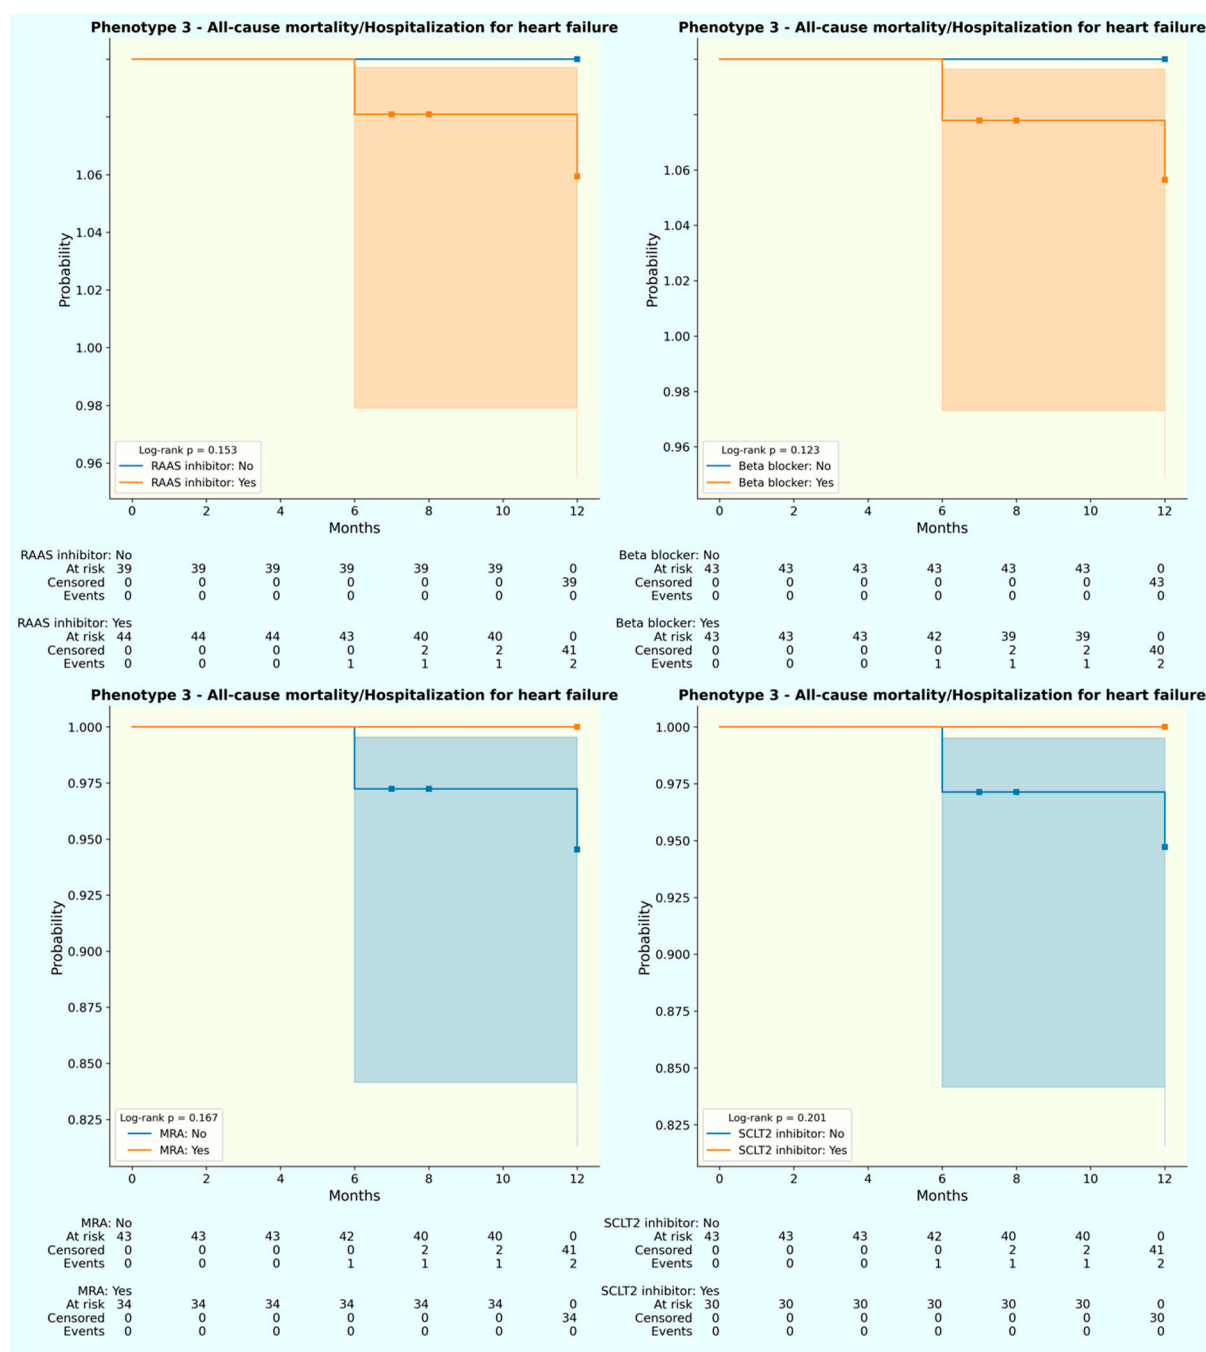 Phenotype 3 - All-cause mortality/Hospitalization for heart failure
1.06
1.04
1.02
1.00
0.98
0.96
Probability
Log-rank p = 0.153
RAAS inhibitor: No
RAAS inhibitor: Yes
0 2 4 6 8 10 12
Months
RAAS inhibitor: No
At risk 39 39 39 39 39 39 0
Censored 0 0 0 0 0 0 39
Events 0 0 0 0 0 0 0
RAAS inhibitor: Yes
At risk 44 44 44 43 40 40 0
Censored 0 0 0 0 2 2 41
Events 0 0 0 1 1 1 2
Phenotype 3 - All-cause mortality/Hospitalization for heart failure
1.06
1.04
1.02
1.00
0.98
0.96
Probability
Log-rank p = 0.123
Beta blocker: No
Beta blocker: Yes
0 2 4 6 8 10 12
Months
Beta blocker: No
At risk 43 43 43 43 43 43 0
Censored 0 0 0 0 0 0 43
Events 0 0 0 0 0 0 0
Beta blocker: Yes
At risk 43 43 43 42 39 39 0
Censored 0 0 0 0 2 2 40
Events 0 0 0 1 1 1 2
Phenotype 3 - All-cause mortality/Hospitalization for heart failure
1.000
0.975
0.950
0.925
0.900
0.875
0.850
0.825
Probability
Log-rank p = 0.167
MRA: No
MRA: Yes
0 2 4 6 8 10 12
Months
MRA: No
At risk 43 43 43 42 40 40 0
Censored 0 0 0 0 2 2 41
Events 0 0 0 1 1 1 2
MRA: Yes
At risk 34 34 34 34 34 34 0
Censored 0 0 0 0 0 0 34
Events 0 0 0 0 0 0 0
Phenotype 3 - All-cause mortality/Hospitalization for heart failure
1.000
0.975
0.950
0.925
0.900
0.875
0.850
0.825
Probability
Log-rank p = 0.201
SCLT2 inhibitor: No
SCLT2 inhibitor: Yes
0 2 4 6 8 10 12
Months
SCLT2 inhibitor: No
At risk 43 43 43 42 40 40 0
Censored 0 0 0 0 2 2 41
Events 0 0 0 1 1 1 2
SCLT2 inhibitor: Yes
At risk 30 30 30 30 30 30 0
Censored 0 0 0 0 0 0 30
Events 0 0 0 0 0 0 0